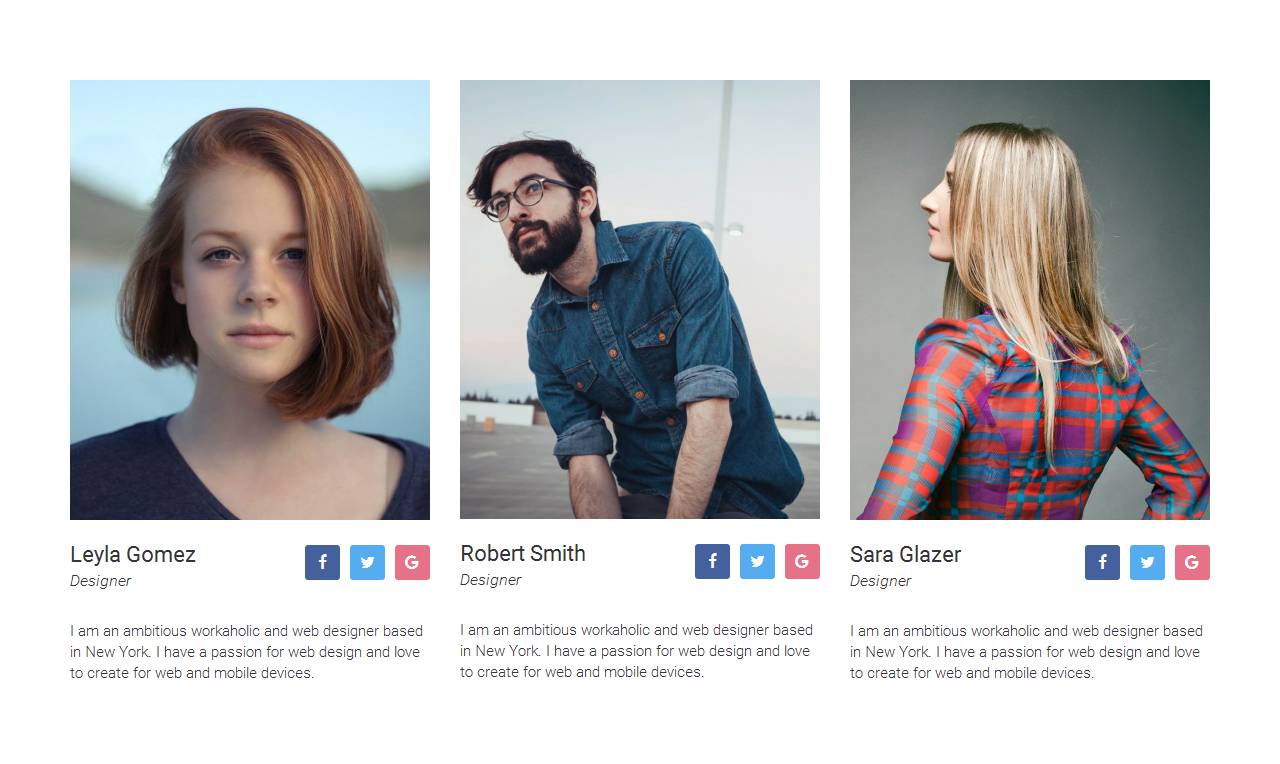 Leyla Gomez
Designer
I am an ambitious workaholic and web designer based
in New York. I have a passion for web design and love
to create for web and mobile devices.
Robert Smith
Designer
I am an ambitious workaholic and web designer based
in New York. I have a passion for web design and love
to create for web and mobile devices.
Sara Glazer
Designer
I am an ambitious workaholic and web designer based
in New York. I have a passion for web design and love
to create for web and mobile devices.